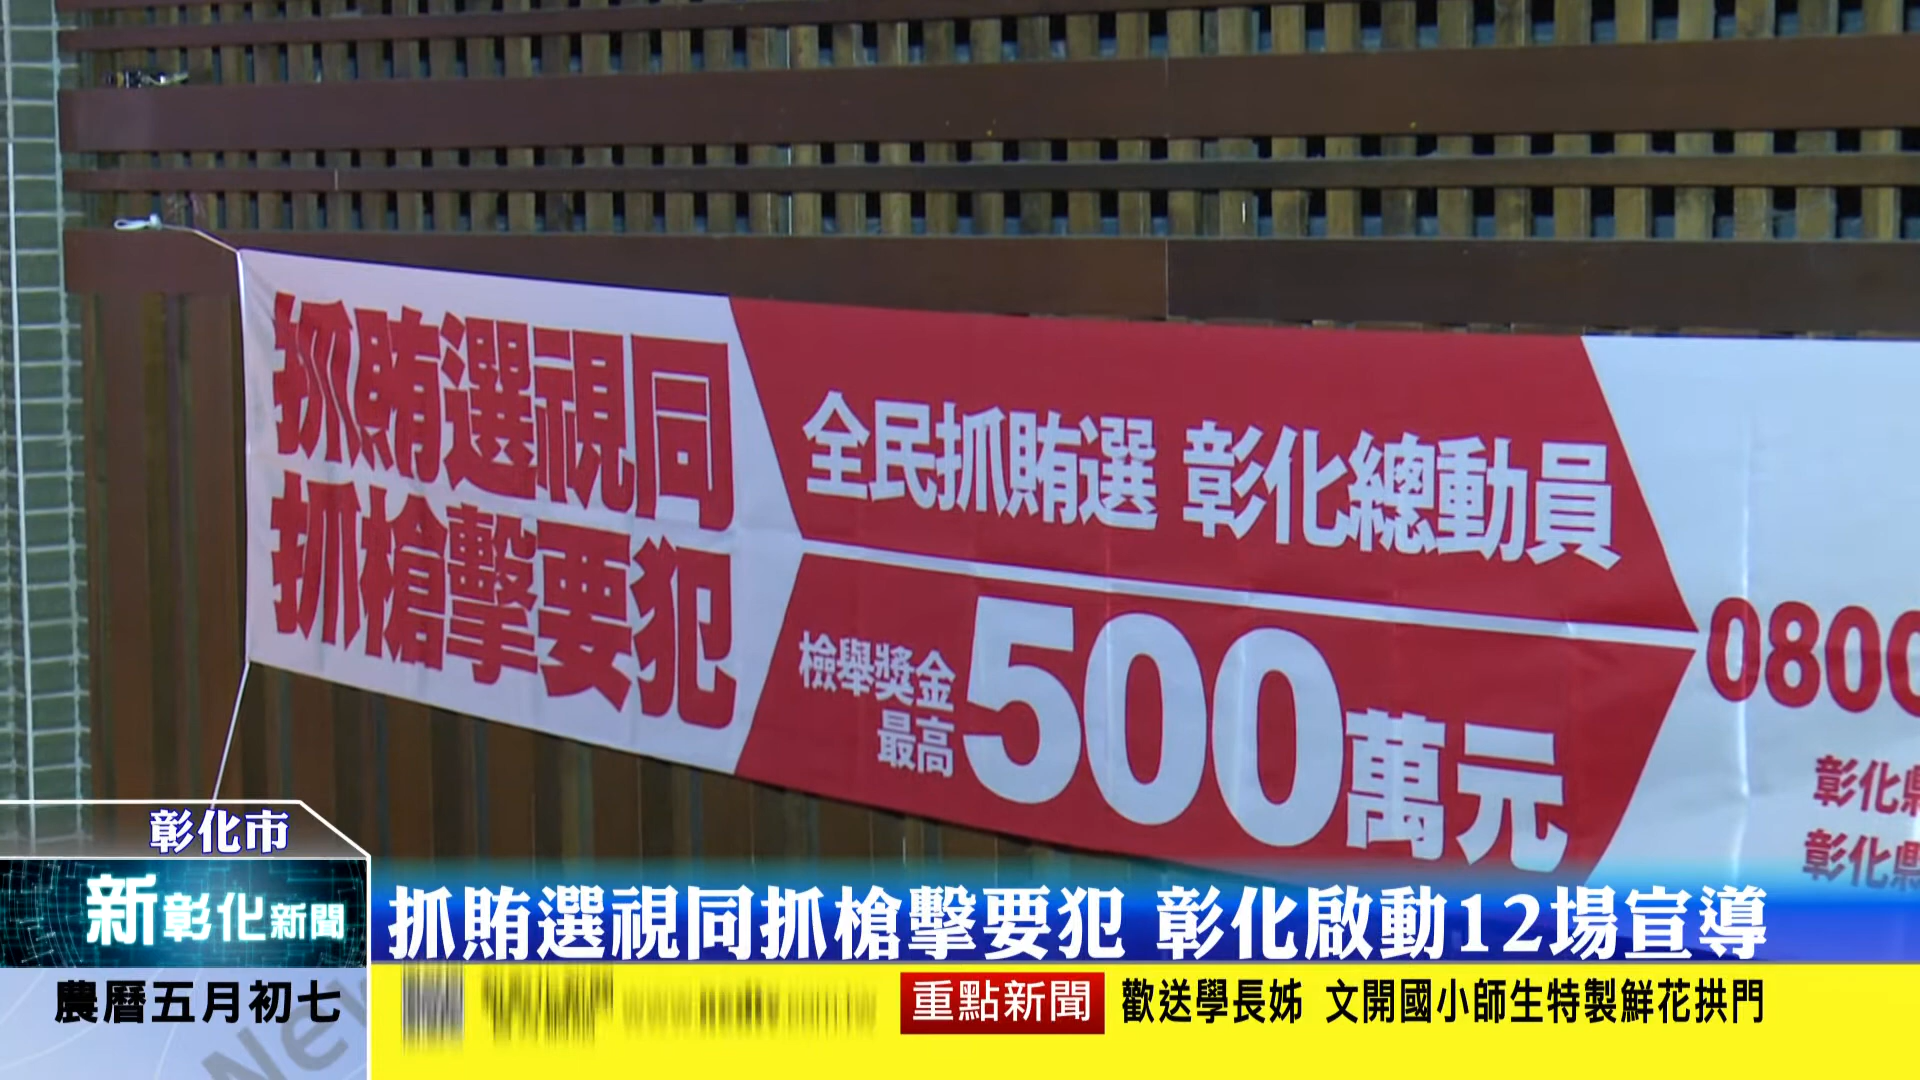 抓賄選視同
抓槍擊要犯
全民抓賄選 彰化總動員
檢舉獎金
最高
500萬元
0800
彰化縣
彰化縣
彰化市
新彰化新聞
抓賄選視同抓槍擊要犯 彰化啟動12場宣導
農曆五月初七
重點新聞
歡送學長姊 文開國小師生特製鮮花拱門